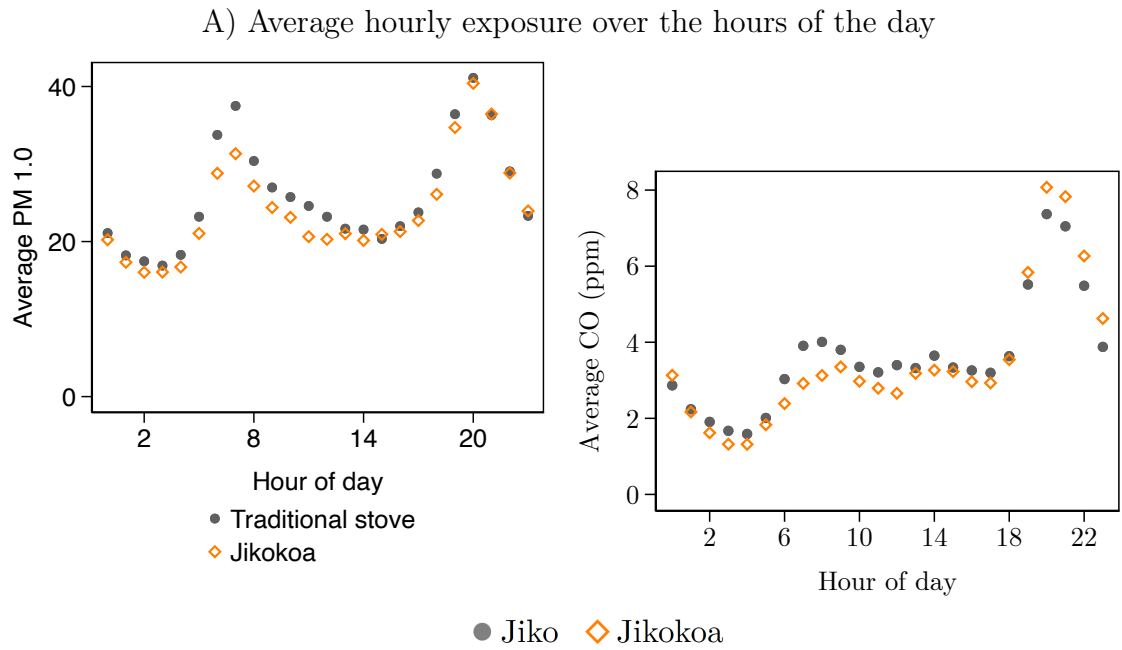 A) Average hourly exposure over the hours of the day
Average PM 1.0
40
20
0
2 8 14 20
Hour of day
Traditional stove
Jikokoa
Average CO (ppm)
8
6
4
2
0
2 6 10 14 18 22
Hour of day
Jiko Jikokoa